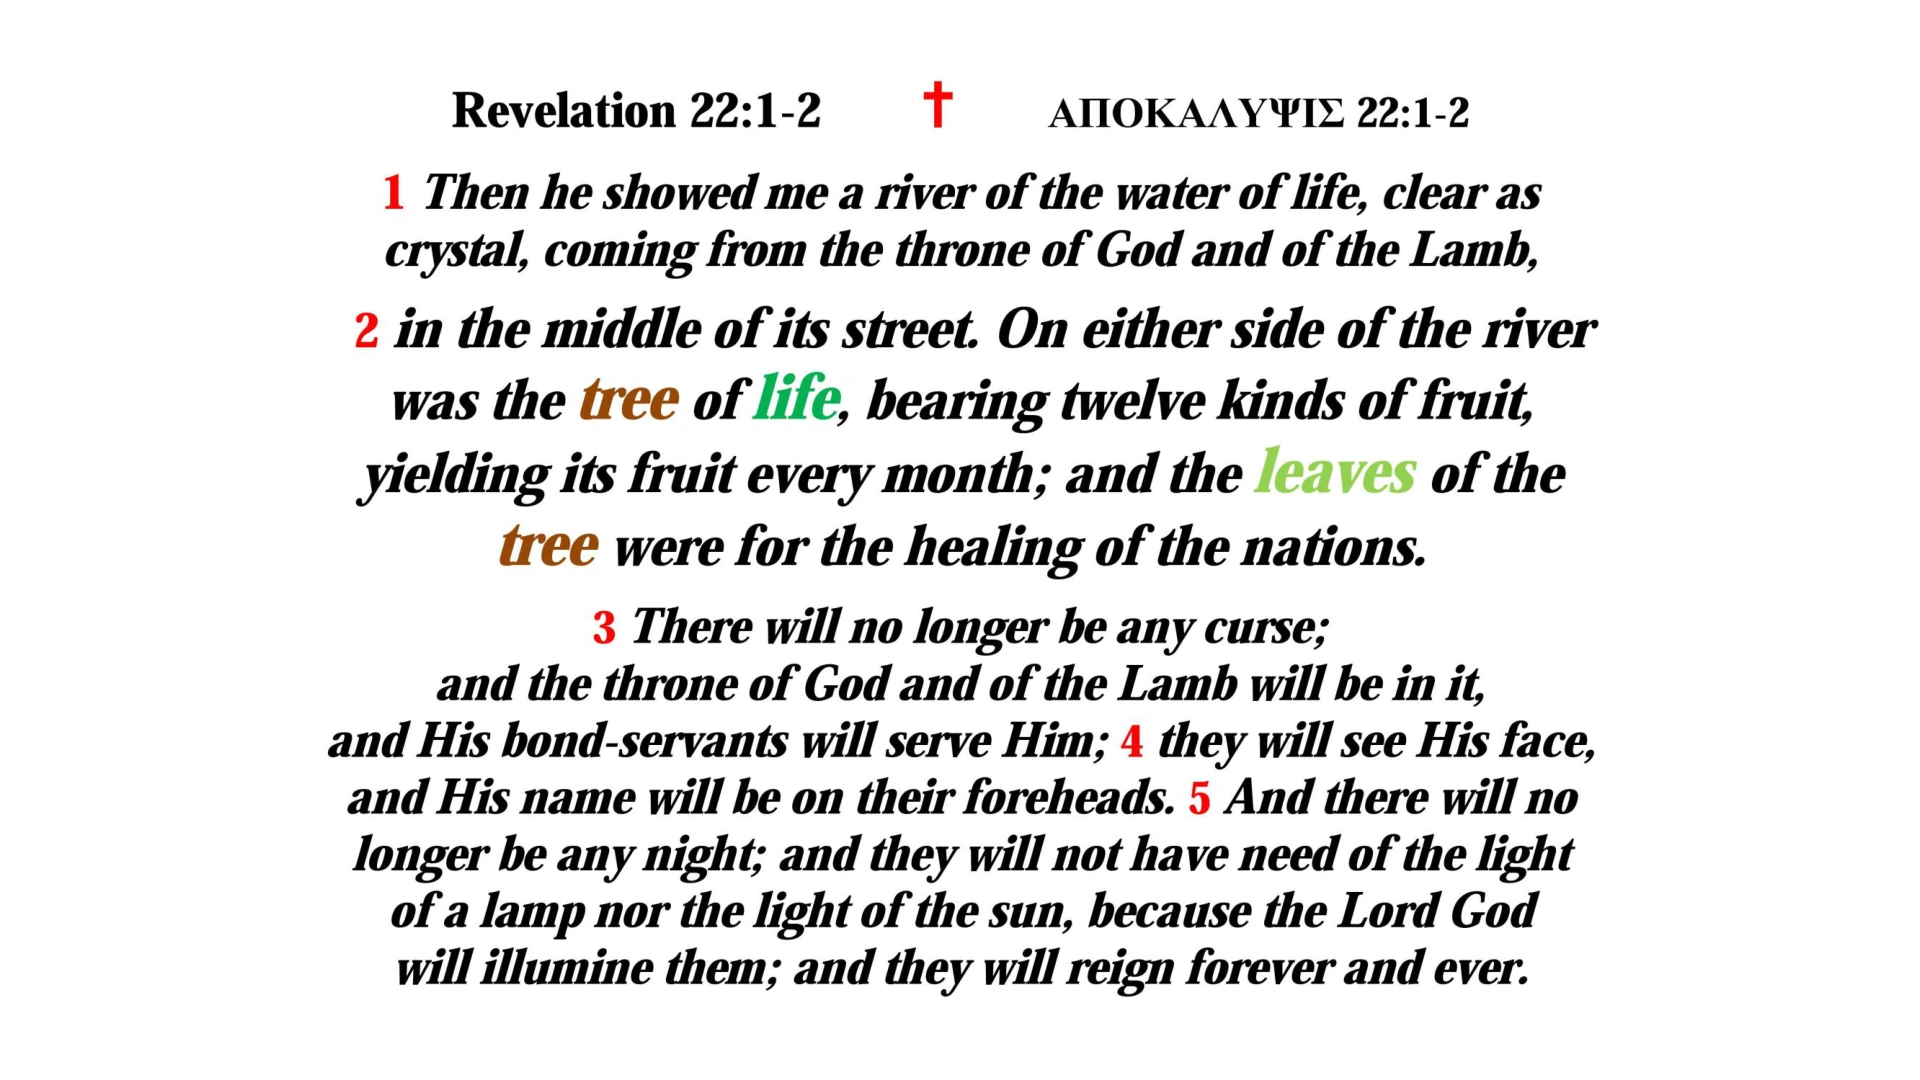 Revelation 22:1-2 ✝ ΑΠΟΚΑΛΥΨΙΣ 22:1-2
1 Then he showed me a river of the water of life, clear as
crystal, coming from the throne of God and of the Lamb,
2 in the middle of its street. On either side of the river
was the tree of life, bearing twelve kinds of fruit,
yielding its fruit every month; and the leaves of the
tree were for the healing of the nations.
3 There will no longer be any curse;
and the throne of God and of the Lamb will be in it,
and His bond-servants will serve Him; 4 they will see His face,
and His name will be on their foreheads. 5 And there will no
longer be any night; and they will not have need of the light
of a lamp nor the light of the sun, because the Lord God
will illumine them; and they will reign forever and ever.